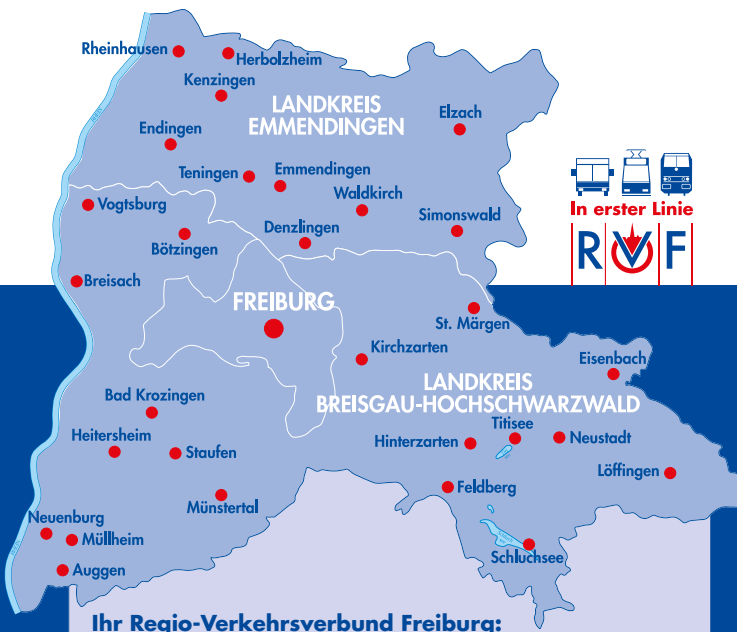 Rheinhausen
Herbolzheim
Kenzingen
LANDKREIS
EMMENDINGEN
Elzach
Endingen
Teningen
Emmendingen
Waldkirch
Vogtsburg
Simonswald
Denzlingen
Bötzingen
In erster Linie
RVF
Breisach
FREIBURG
St. Märgen
Kirchzarten
Eisenbach
LANDKREIS
BREISGAU-HOCHSCHWARZWALD
Bad Krozingen
Titisee
Heitersheim
Staufen
Hinterzarten
Neustadt
Löffingen
Feldberg
Münstertal
Neuenburg
Müllheim
Schluchsee
Auggen
Ihr Regio-Verkehrsverbund Freiburg: